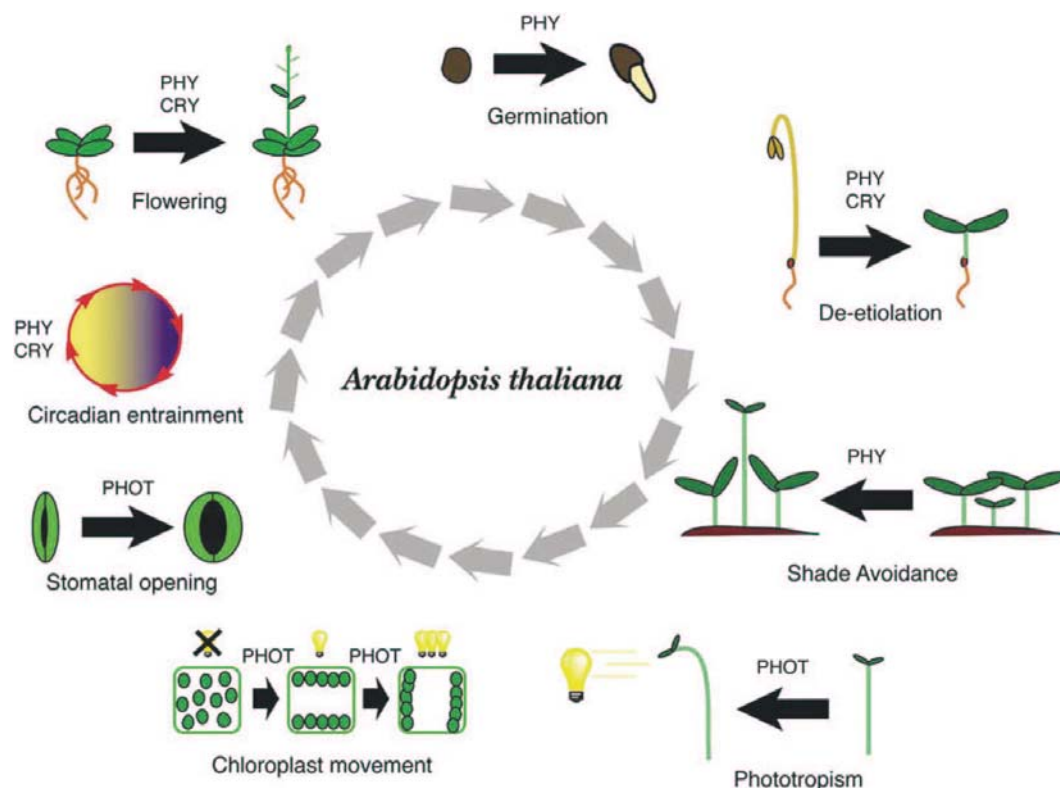 PHY
Germination
PHY
CRY
De-etiolation
PHY
Shade Avoidance
PHOT
Phototropism
PHOT
PHOT
Chloroplast movement
PHOT
Stomatal opening
PHY
CRY
Circadian entrainment
PHY
CRY
Flowering
Arabidopsis thaliana